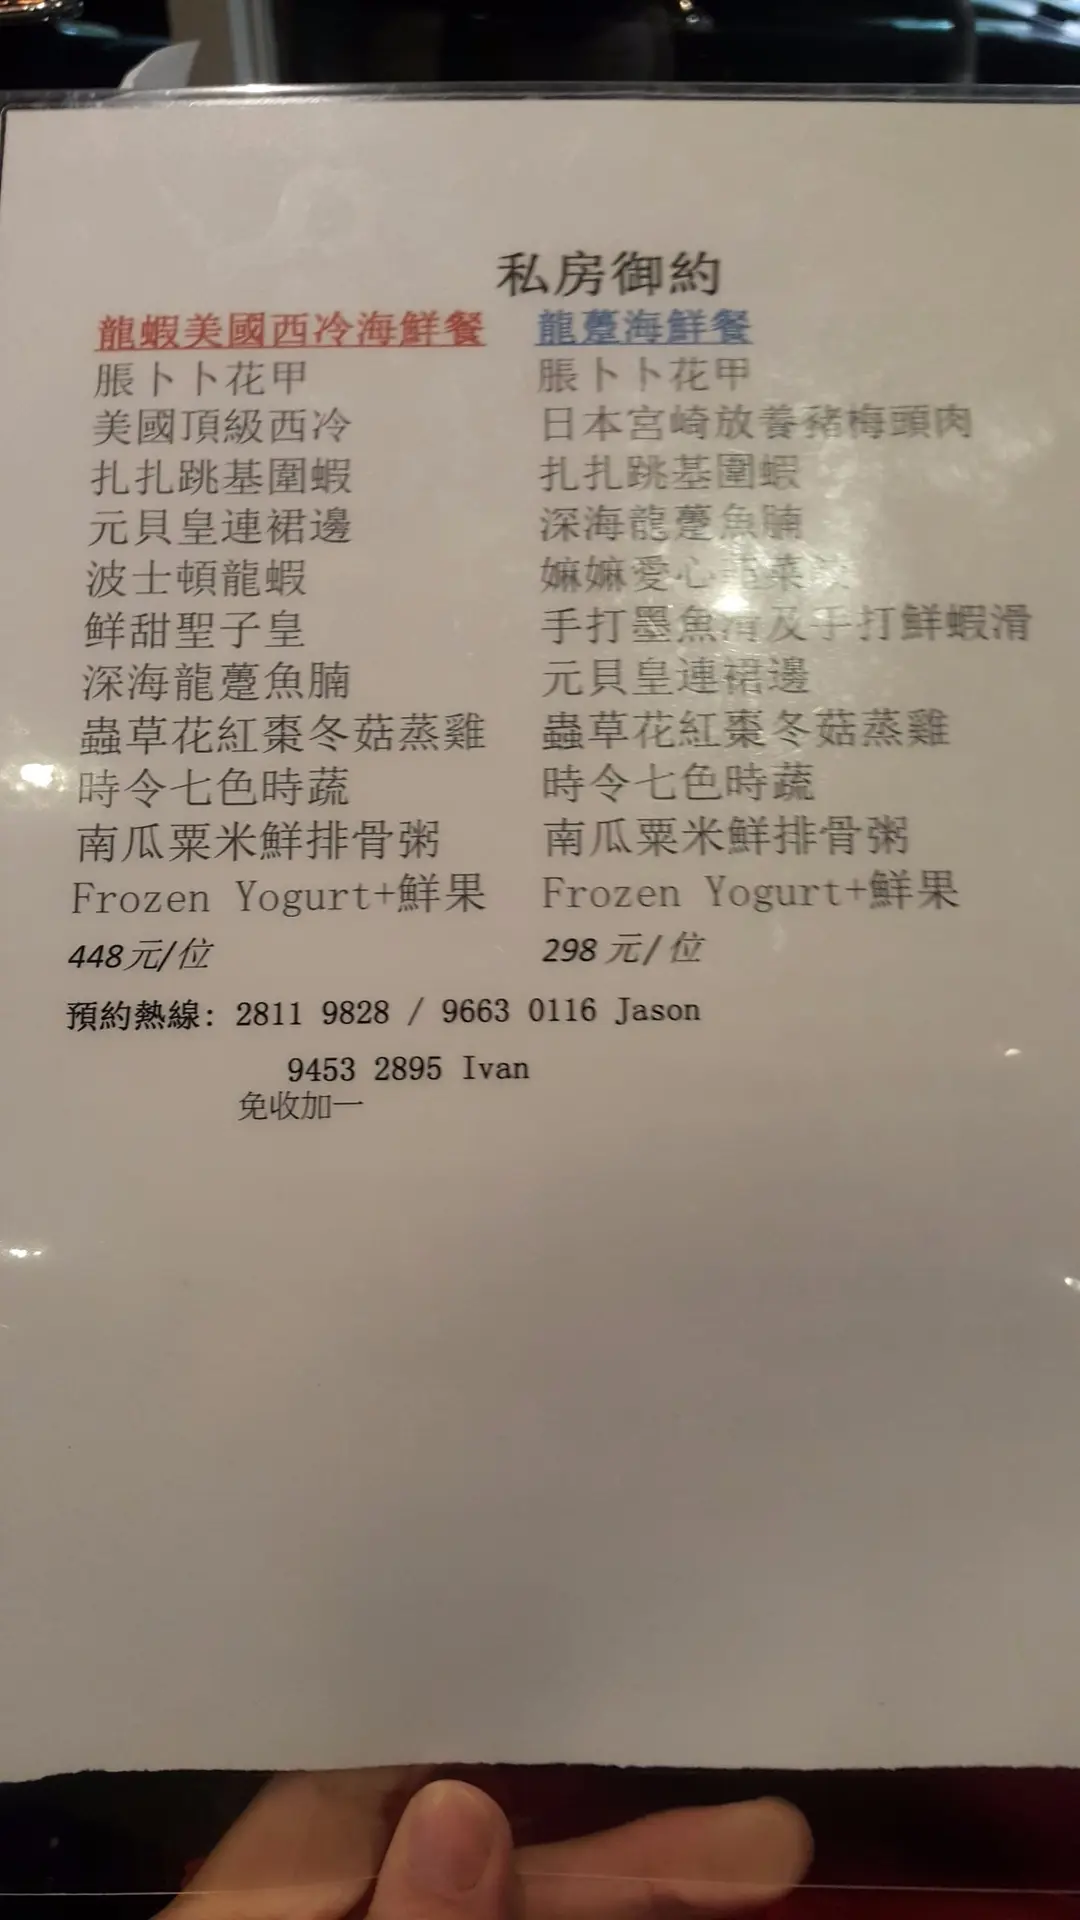 私房御約
龍蝦美國西冷海鮮餐
脹卜卜花甲
美國頂級西冷
扎扎跳基圍蝦
元貝皇連裙邊
波士頓龍蝦
鮮甜聖子皇
深海龍躉魚腩
蟲草花紅棗冬菇蒸雞
時令七色時蔬
南瓜粟米鮮排骨粥
Frozen Yogurt+鮮果
448元/位
龍躉海鮮餐
脹卜卜花甲
日本宮崎放養豬梅頭肉
扎扎跳基圍蝦
深海龍躉魚腩
嫲嫲愛心韮菜
手打墨魚滑及手打鮮蝦滑
元貝皇連裙邊
蟲草花紅棗冬菇蒸雞
時令七色時蔬
南瓜粟米鮮排骨粥
Frozen Yogurt+鮮果
298 元/位
預約熱線: 2811 9828 / 9663 0116 Jason
9453 2895 Ivan
免收加一